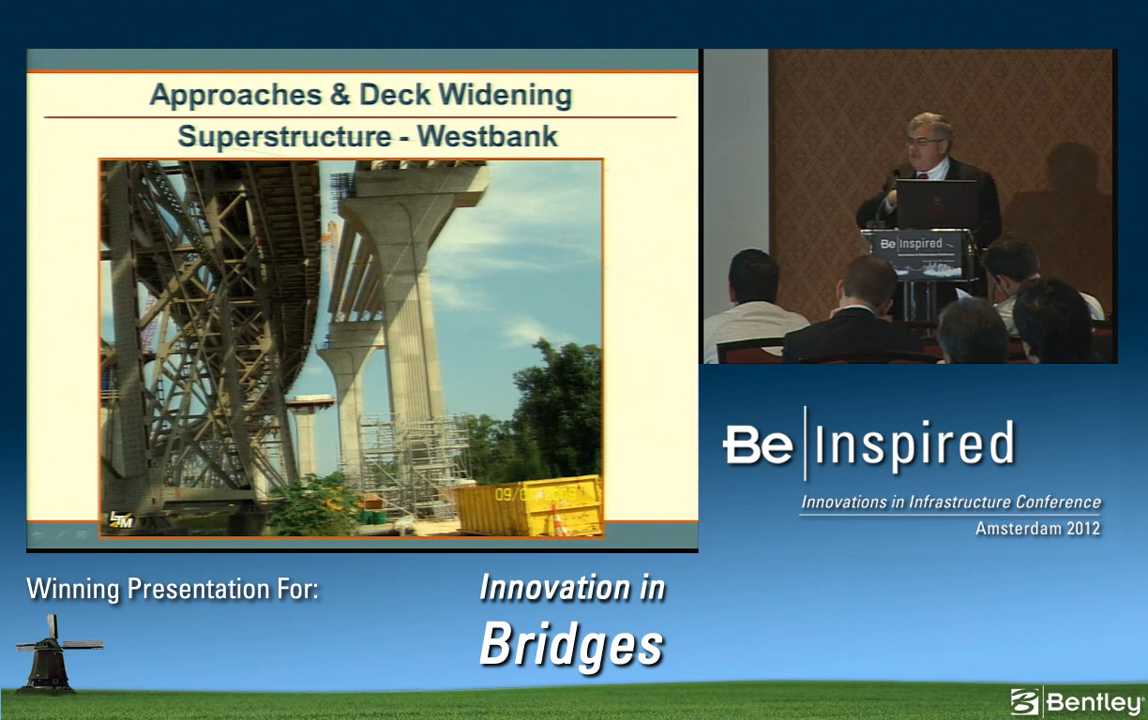 Approaches & Deck Widening
Superstructure - Westbank
LTM
Be Inspired
Be Inspired
Innovations in Infrastructure Conference
Amsterdam 2012
Winning Presentation For:
Innovation in
Bridges
Bentley